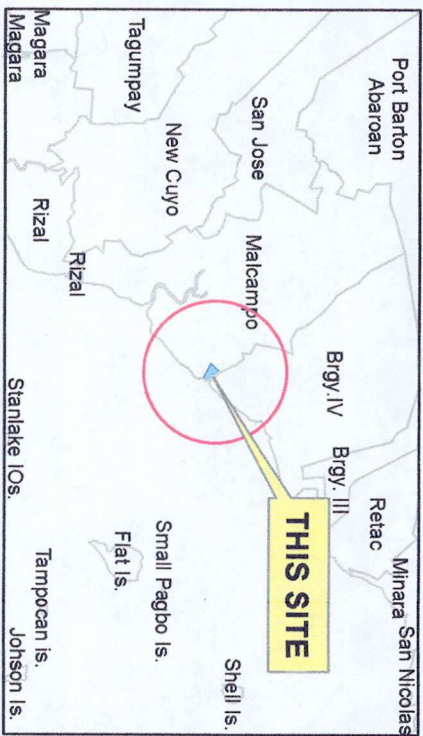 Port Barton
Abaroan
San Jose
Tagumpay
New Cuyo
Magara
Magara
Rizal
Rizal
Malcampo
Brgy.IV
Brgy. III
Retac
Minara
San Nicolas
THIS SITE
Stanlake IOs.
Flat Is.
Small Pagbo Is.
Shell Is.
Tampocan is.
Johson Is.